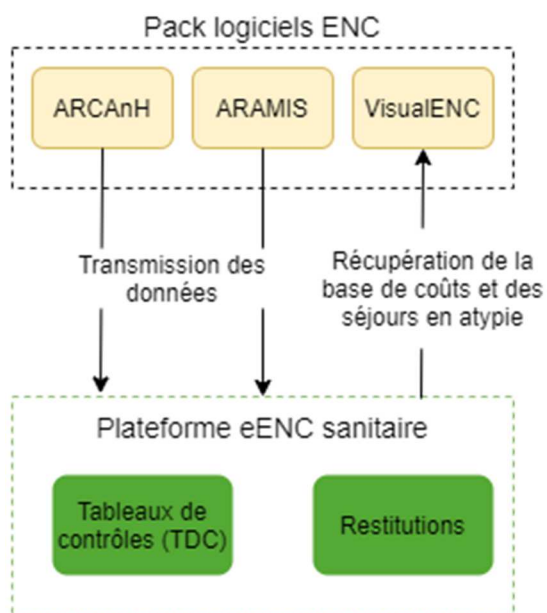 Pack logiciels ENC
ARCAnH
ARAMIS
VisualENC
Transmission des
données
Récupération de la
base de coûts et des
séjours en atypie
Plateforme eENC sanitaire
Tableaux de
contrôles (TDC)
Restitutions